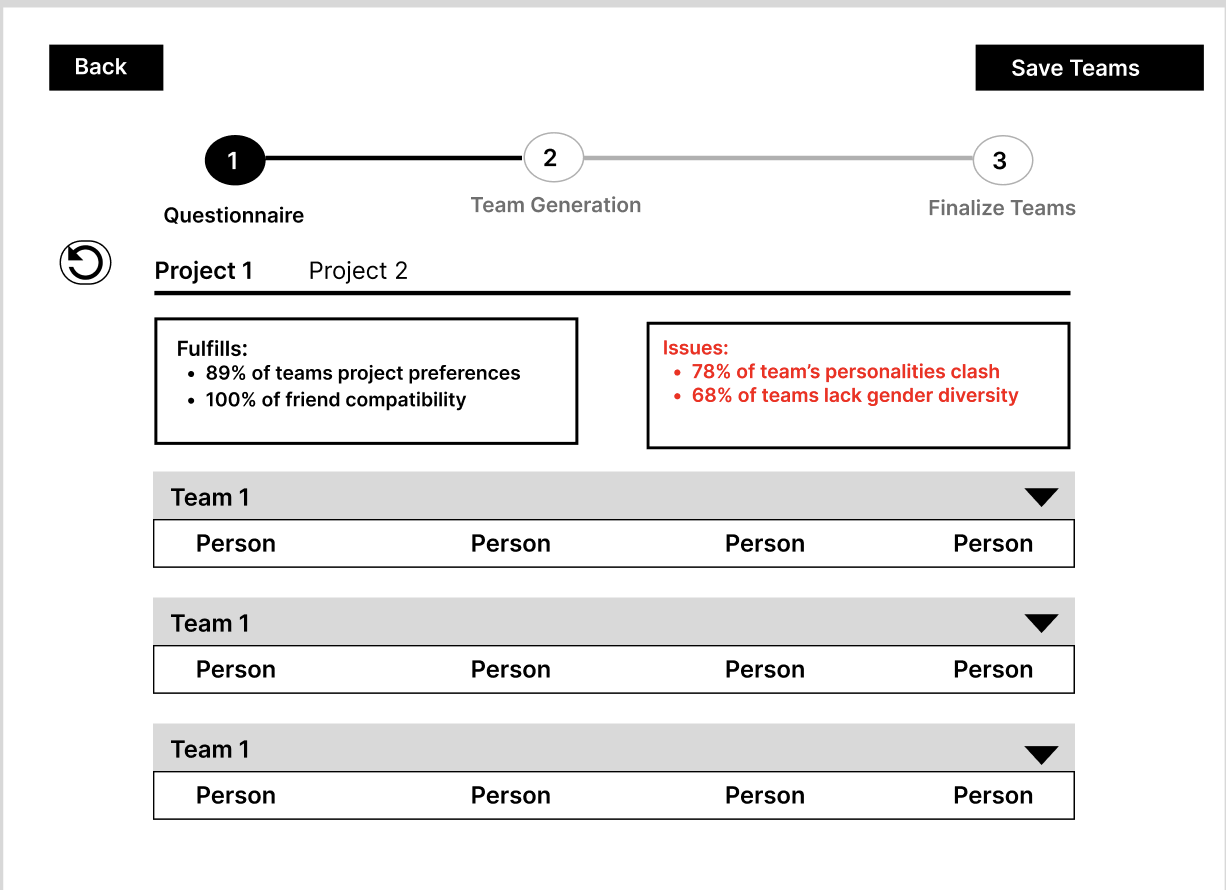 Back
Save Teams
1
2
3
Questionnaire
Team Generation
Finalize Teams
Project 1
Project 2
Fulfills:
• 89% of teams project preferences
• 100% of friend compatibility
Issues:
• 78% of team’s personalities clash
• 68% of teams lack gender diversity
Team 1
Person Person Person Person
Team 1
Person Person Person Person
Team 1
Person Person Person Person